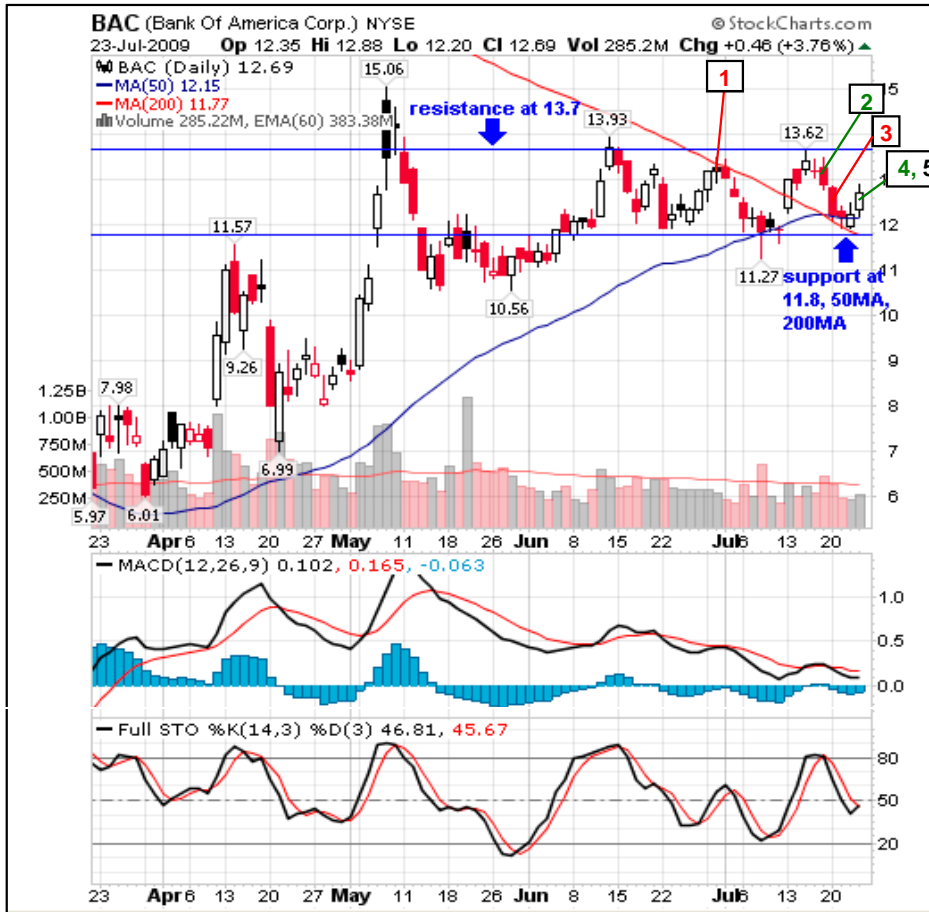 BAC (Bank Of America Corp.) NYSE © StockCharts.com
23-Jul-2009 Op 12.35 Hi 12.88 Lo 12.20 Cl 12.69 Vol 285.2M Chg +0.46 (+3.76%)
BAC (Daily) 12.69
MA(50) 12.15
MA(200) 11.77
Volume 285.22M, EMA(60) 383.38M
15.06
resistance at 13.7
13.93
13.62
1
2
3
4, 5
11.57
9.26
10.56
11.27
support at
11.8, 50MA,
200MA
7.98
6.99
5.97
6.01
15
13
12
11
10
9
8
7
6
1.25B
1.00B
750M
500M
250M
23 Apr 6 13 20 27 May 11 18 26 Jun 8 15 22 Jul 6 13 20
MACD(12,26,9) 0.102, 0.165, -0.063
1.0
0.5
0.0
Full STO %K(14,3) %D(3) 46.81, 45.67
80
50
20
23 Apr 6 13 20 27 May 11 18 26 Jun 8 15 22 Jul 6 13 20